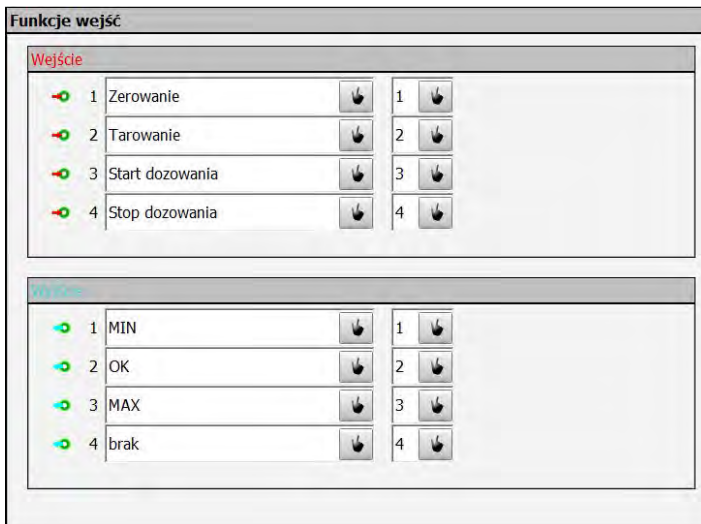 Funkcje wejść
Wejście
1 Zerowanie 1
2 Tarowanie 2
3 Start dozowania 3
4 Stop dozowania 4
1 MIN 1
2 OK 2
3 MAX 3
4 brak 4